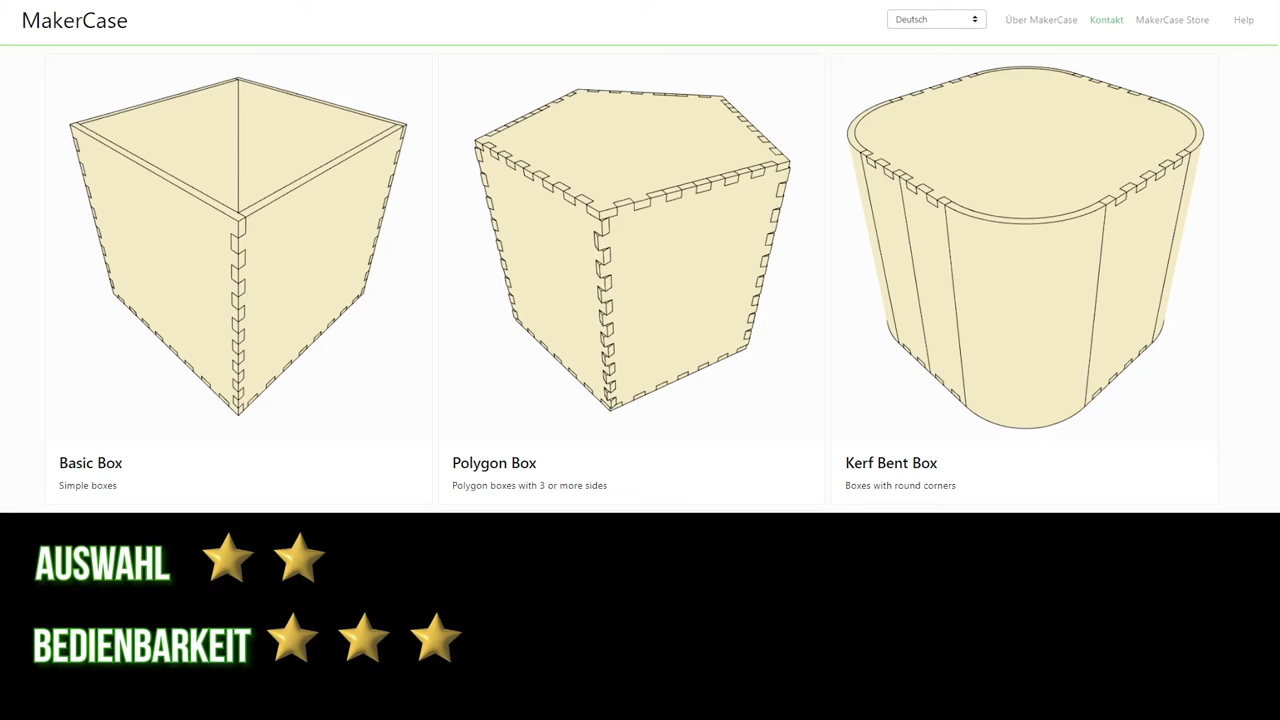 MakerCase
Deutsch
Über MakerCase
Kontakt
MakerCase Store
Help
Basic Box
Simple boxes
Polygon Box
Polygon boxes with 3 or more sides
Kerf Bent Box
Boxes with round corners
AUSWAHL
BEDIENBARKEIT